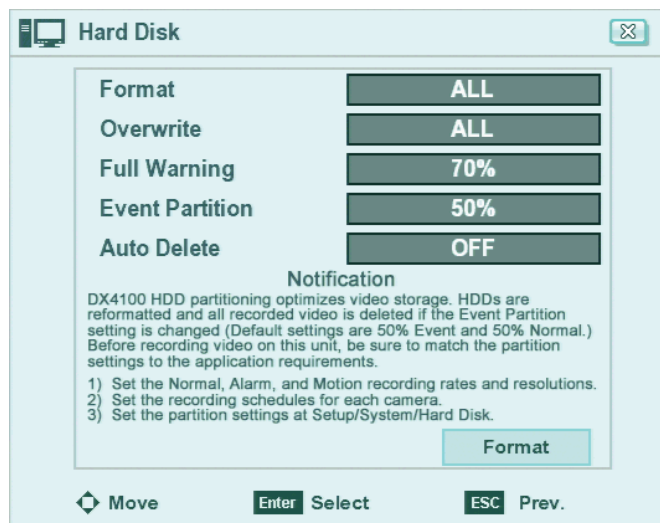 Hard Disk
Format ALL
Overwrite ALL
Full Warning 70%
Event Partition 50%
Auto Delete OFF
Notification
DX4100 HDD partitioning optimizes video storage. HDDs are
reformatted and all recorded video is deleted if the Event Partition
setting is changed (Default settings are 50% Event and 50% Normal.)
Before recording video on this unit, be sure to match the partition
settings to the application requirements.
1) Set the Normal, Alarm, and Motion recording rates and resolutions.
2) Set the recording schedules for each camera.
3) Set the partition settings at Setup/System/Hard Disk.
Format
Move Enter Select ESC Prev.